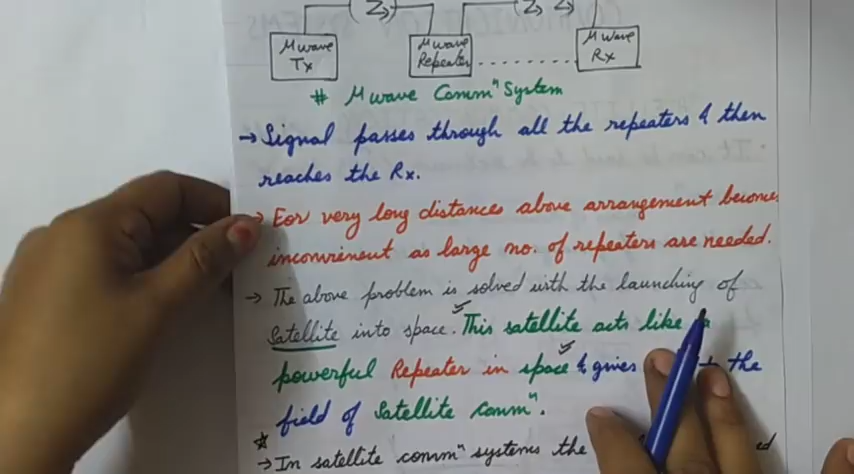 μwave Tx
μwave Repeater
μwave Rx
# μwave Commⁿ System
→ Signal passes through all the repeaters & then
reaches the Rx.
→ For very long distances above arrangement become
inconvinent as large no. of repeaters are needed.
→ The above problem is solved with the launching of
Satellite into space. This satellite acts like a
powerful Repeater in space & gives the
field of Satellite Commⁿ.
→ In satellite commⁿ systems the